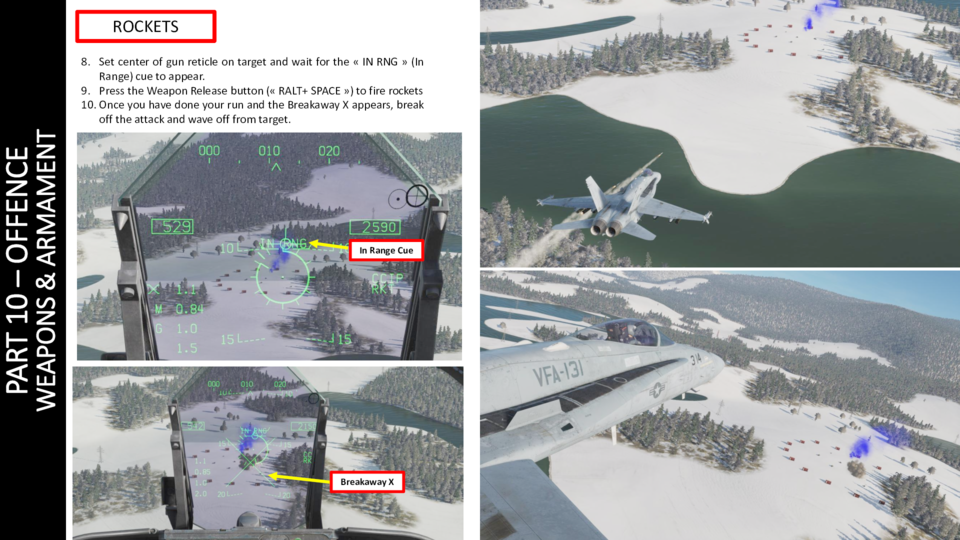 PART 10 – OFFENCE
WEAPONS & ARMAMENT
ROCKETS
8. Set center of gun reticle on target and wait for the « IN RNG » (In
Range) cue to appear.
9. Press the Weapon Release button (« RALT+ SPACE ») to fire rockets
10. Once you have done your run and the Breakaway X appears, break
off the attack and wave off from target.
000 010 020
529 2590
10 IN RNG
In Range Cue
CCIP
1.1
M 0.84
G 1.0
1.5
15 15
000 010 020
IN RNG
Breakaway X
VFA-131
314